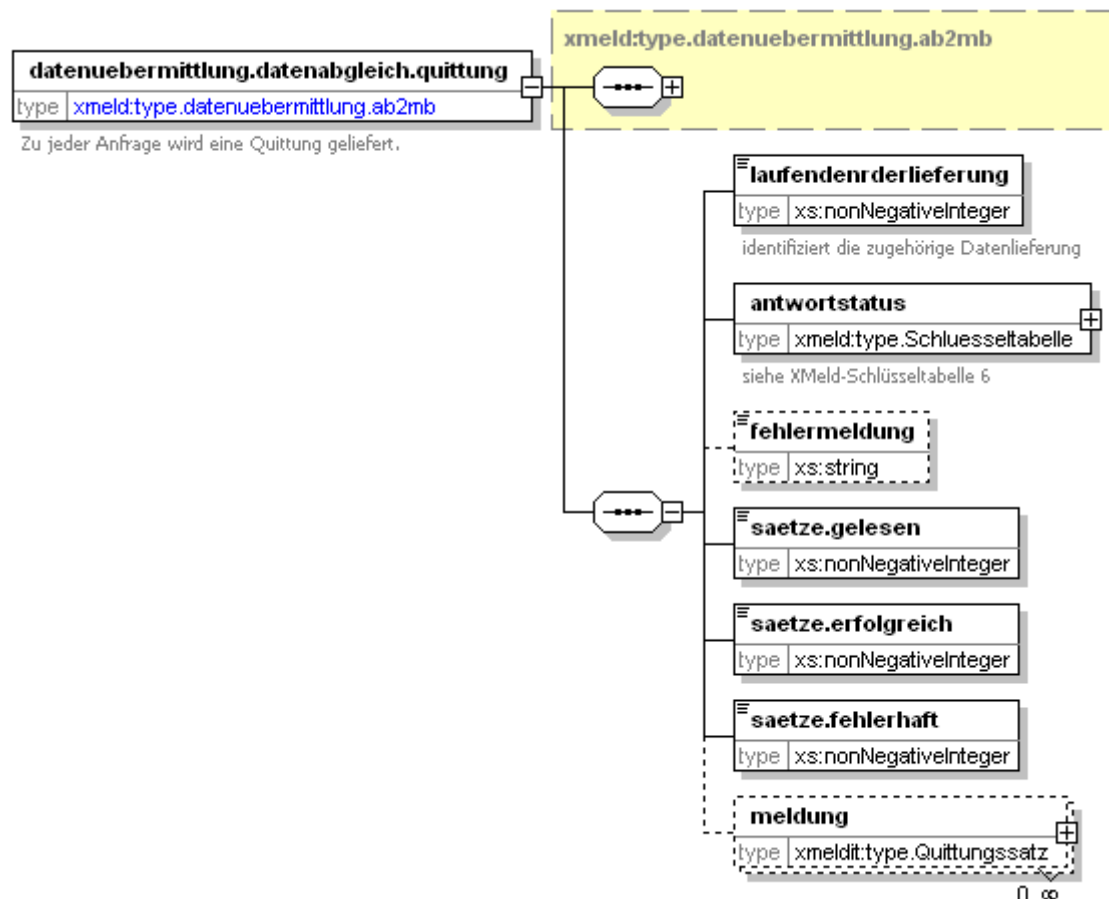 xmeld:type.datenuebermittlung.ab2mb
datenuebermittlung.datenabgleich.quittung
type xmeld:type.datenuebermittlung.ab2mb
Zu jeder Anfrage wird eine Quittung geliefert.
laufendenrderlieferung
type xs:nonNegativeInteger
identifiziert die zugehörige Datenlieferung
antwortstatus
type xmeld:type.Schluesseltabelle
siehe XMeld-Schlüsseltabelle 6
fehlermeldung
type xs:string
saetze.gelesen
type xs:nonNegativeInteger
saetze.erfolgreich
type xs:nonNegativeInteger
saetze.fehlerhaft
type xs:nonNegativeInteger
meldung
type xmeldit:type.Quittungssatz
0..∞